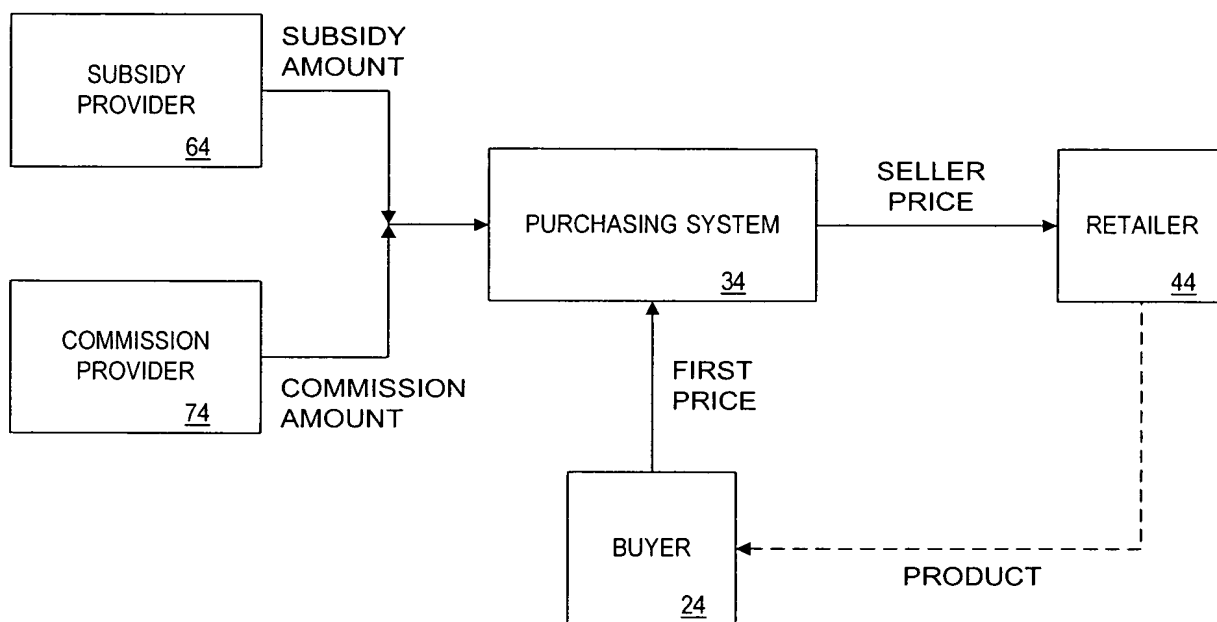 SUBSIDY
AMOUNT
SUBSIDY
PROVIDER
64
PURCHASING SYSTEM
34
SELLER
PRICE
RETAILER
44
COMMISSION
PROVIDER
74
COMMISSION
AMOUNT
FIRST
PRICE
BUYER
24
PRODUCT